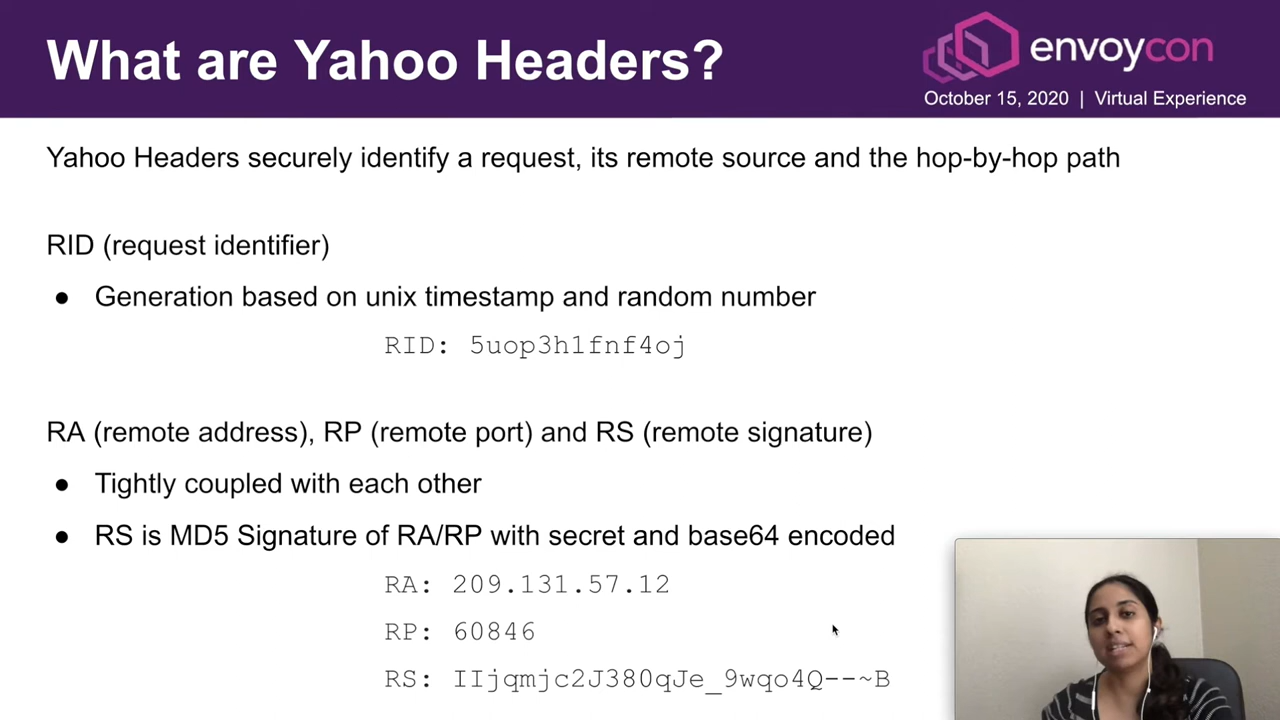 What are Yahoo Headers?
envoycon
October 15, 2020 | Virtual Experience
Yahoo Headers securely identify a request, its remote source and the hop-by-hop path
RID (request identifier)
● Generation based on unix timestamp and random number
RID: 5uop3h1fnf4oj
RA (remote address), RP (remote port) and RS (remote signature)
● Tightly coupled with each other
● RS is MD5 Signature of RA/RP with secret and base64 encoded
RA: 209.131.57.12
RP: 60846
RS: IIjqmjc2J380qJe_9wqo4Q--~B